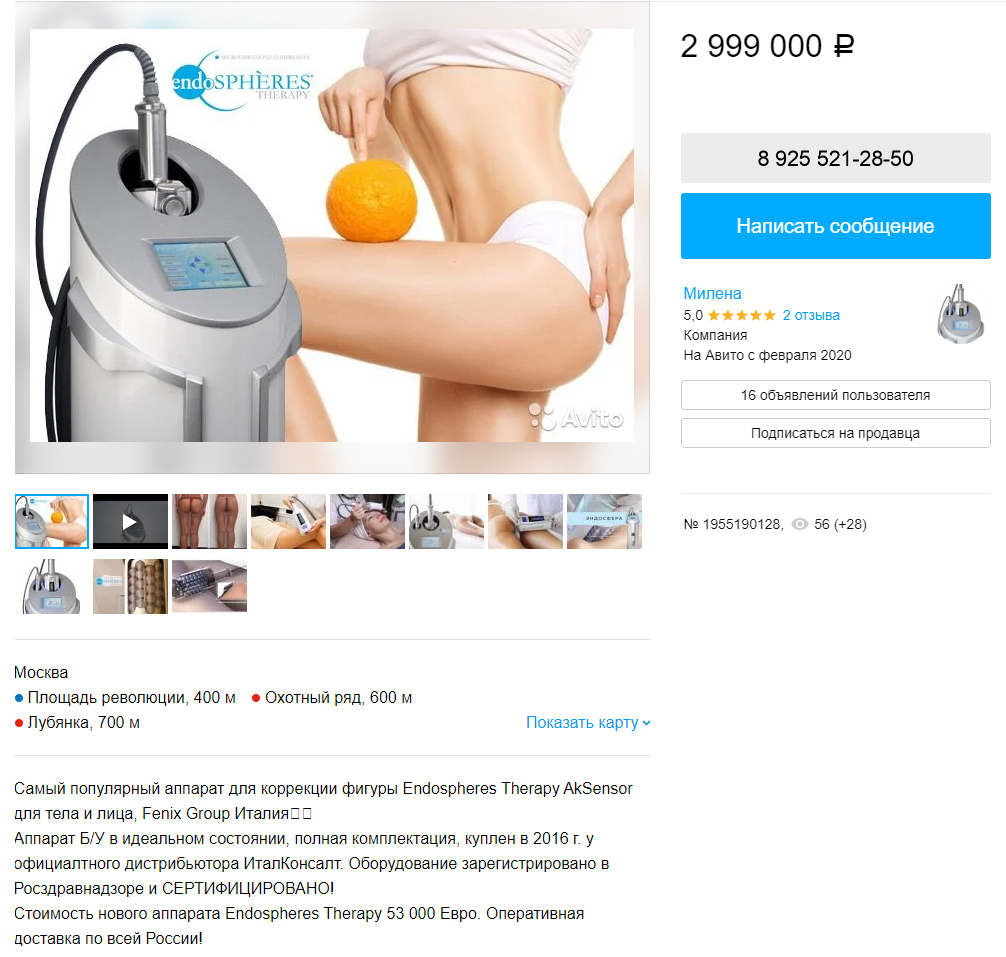 endoSPHÈRES®
THERAPY
Avito
ЭНДОСФЕРА
2 999 000 ₽
8 925 521-28-50
Написать сообщение
Милена
5,0 ★★★★★ 2 отзыва
Компания
На Авито с февраля 2020
16 объявлений пользователя
Подписаться на продавца
№ 1955190128, 56 (+28)
Москва
Площадь революции, 400 м Охотный ряд, 600 м
Лубянка, 700 м Показать карту
Самый популярный аппарат для коррекции фигуры Endospheres Therapy AkSensor
для тела и лица, Fenix Group Италия
Аппарат Б/У в идеальном состоянии, полная комплектация, куплен в 2016 г. у
официалтного дистрибьютора ИталКонсалт. Оборудование зарегистрировано в
Росздравнадзоре и СЕРТИФИЦИРОВАНО!
Стоимость нового аппарата Endospheres Therapy 53 000 Евро. Оперативная
доставка по всей России!